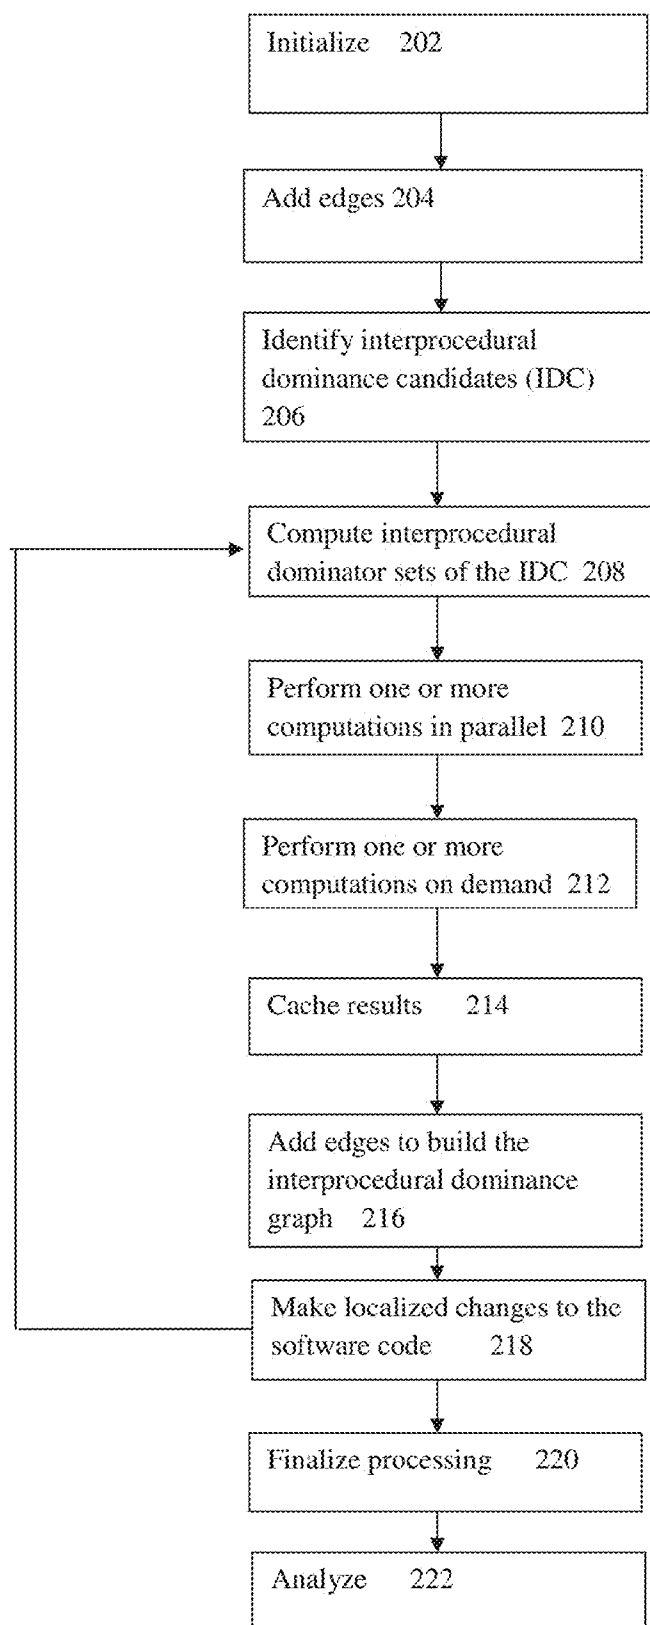 Initialize 202
Add edges 204
Identify interprocedural
dominance candidates (IDC)
206
Compute interprocedural
dominator sets of the IDC 208
Perform one or more
computations in parallel 210
Perform one or more
computations on demand 212
Cache results 214
Add edges to build the
interprocedural dominance
graph 216
Make localized changes to the
software code 218
Finalize processing 220
Analyze 222